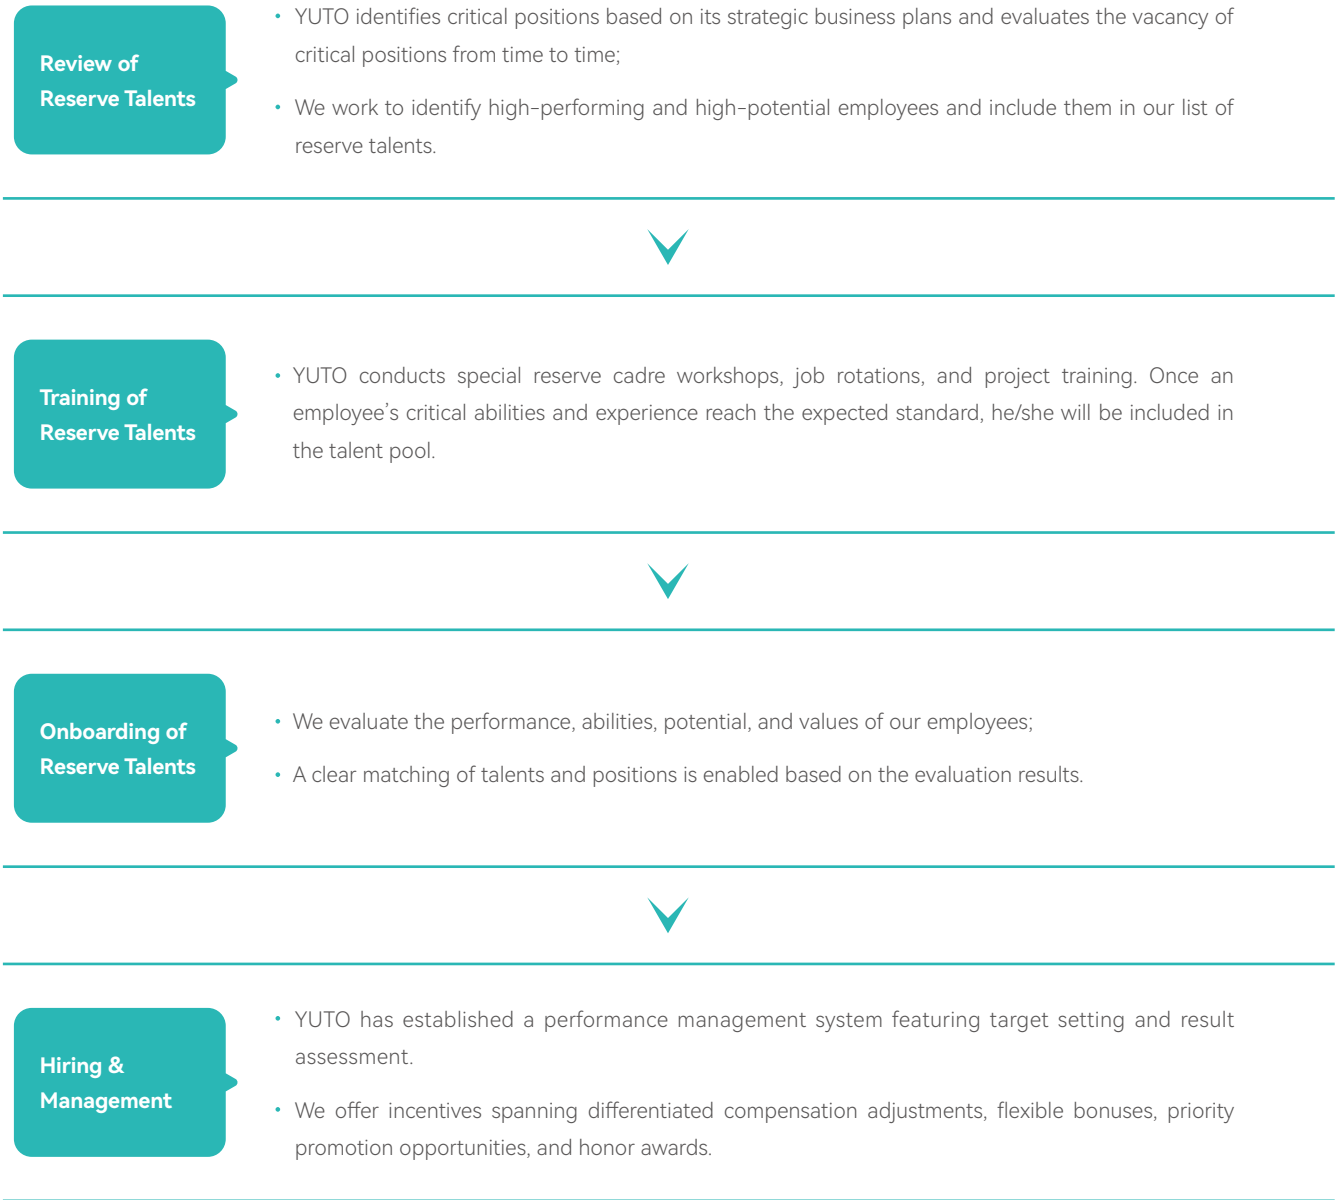 Review of
Reserve Talents
• YUTO identifies critical positions based on its strategic business plans and evaluates the vacancy of
critical positions from time to time;
• We work to identify high-performing and high-potential employees and include them in our list of
reserve talents.
Training of
Reserve Talents
• YUTO conducts special reserve cadre workshops, job rotations, and project training. Once an
employee's critical abilities and experience reach the expected standard, he/she will be included in
the talent pool.
Onboarding of
Reserve Talents
• We evaluate the performance, abilities, potential, and values of our employees;
• A clear matching of talents and positions is enabled based on the evaluation results.
Hiring &
Management
• YUTO has established a performance management system featuring target setting and result
assessment.
• We offer incentives spanning differentiated compensation adjustments, flexible bonuses, priority
promotion opportunities, and honor awards.